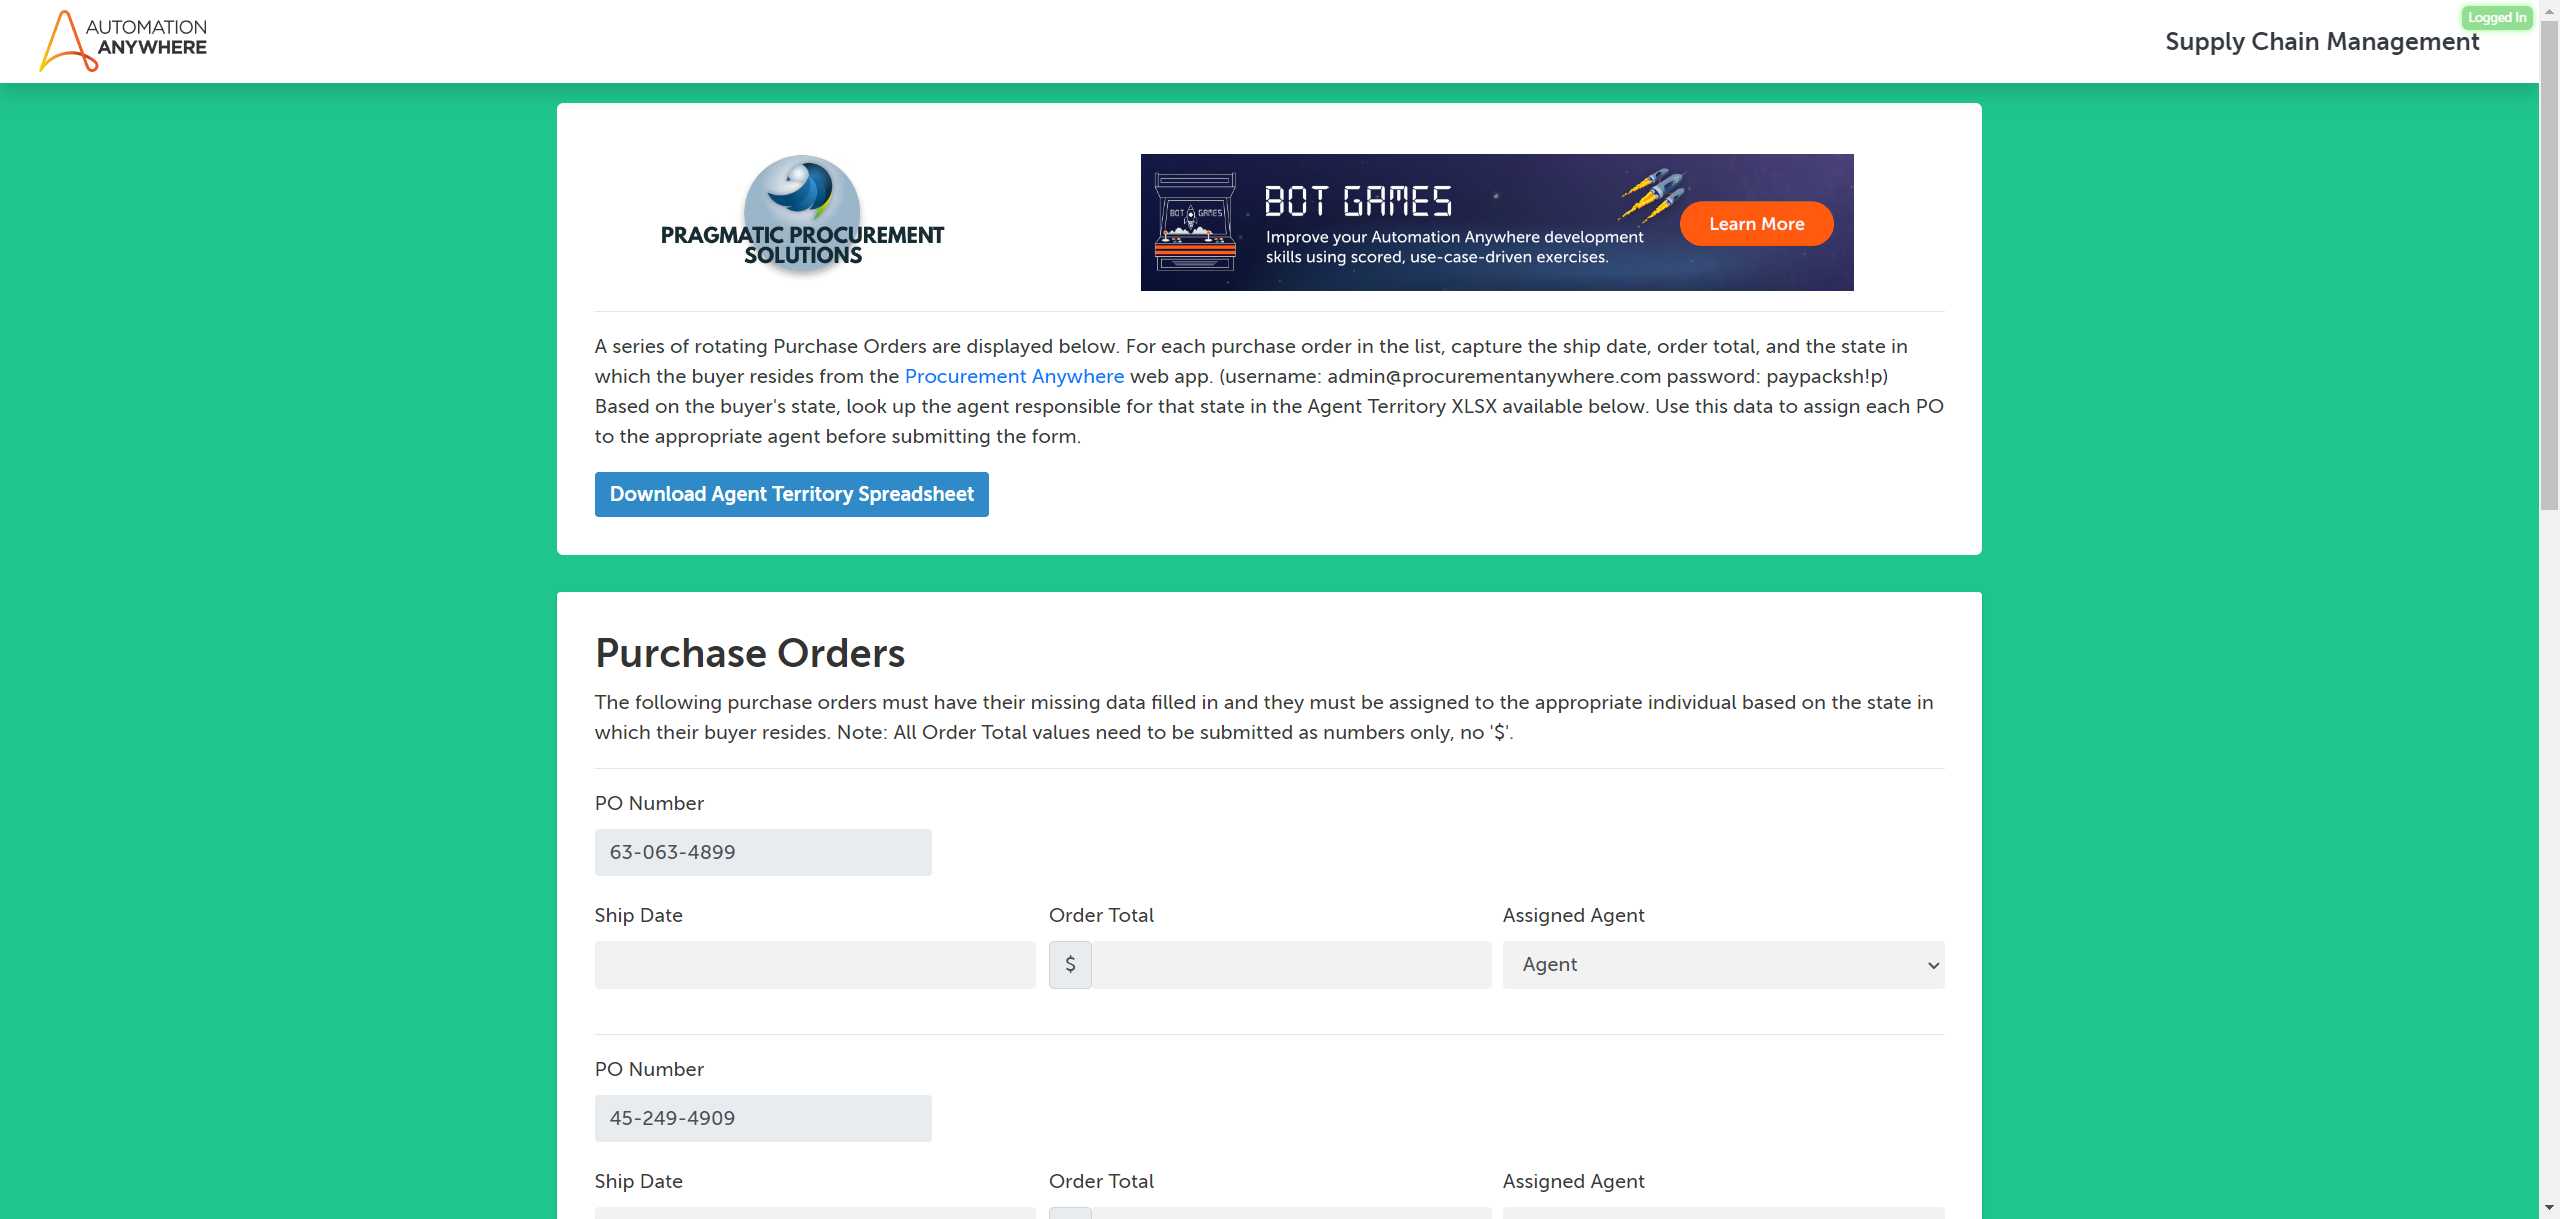 AUTOMATION
ANYWHERE
Supply Chain Management
Logged In
PRAGMATIC PROCUREMENT
SOLUTIONS
BOT GAMES
BOT GAMES
Improve your Automation Anywhere development
skills using scored, use-case-driven exercises.
Learn More
A series of rotating Purchase Orders are displayed below. For each purchase order in the list, capture the ship date, order total, and the state in
which the buyer resides from the Procurement Anywhere web app. (username: admin@procurementanywhere.com password: paypacksh!p)
Based on the buyer's state, look up the agent responsible for that state in the Agent Territory XLSX available below. Use this data to assign each PO
to the appropriate agent before submitting the form.
Download Agent Territory Spreadsheet
Purchase Orders
The following purchase orders must have their missing data filled in and they must be assigned to the appropriate individual based on the state in
which their buyer resides. Note: All Order Total values need to be submitted as numbers only, no '$'.
PO Number
63-063-4899
Ship Date Order Total Assigned Agent
$ Agent
PO Number
45-249-4909
Ship Date Order Total Assigned Agent